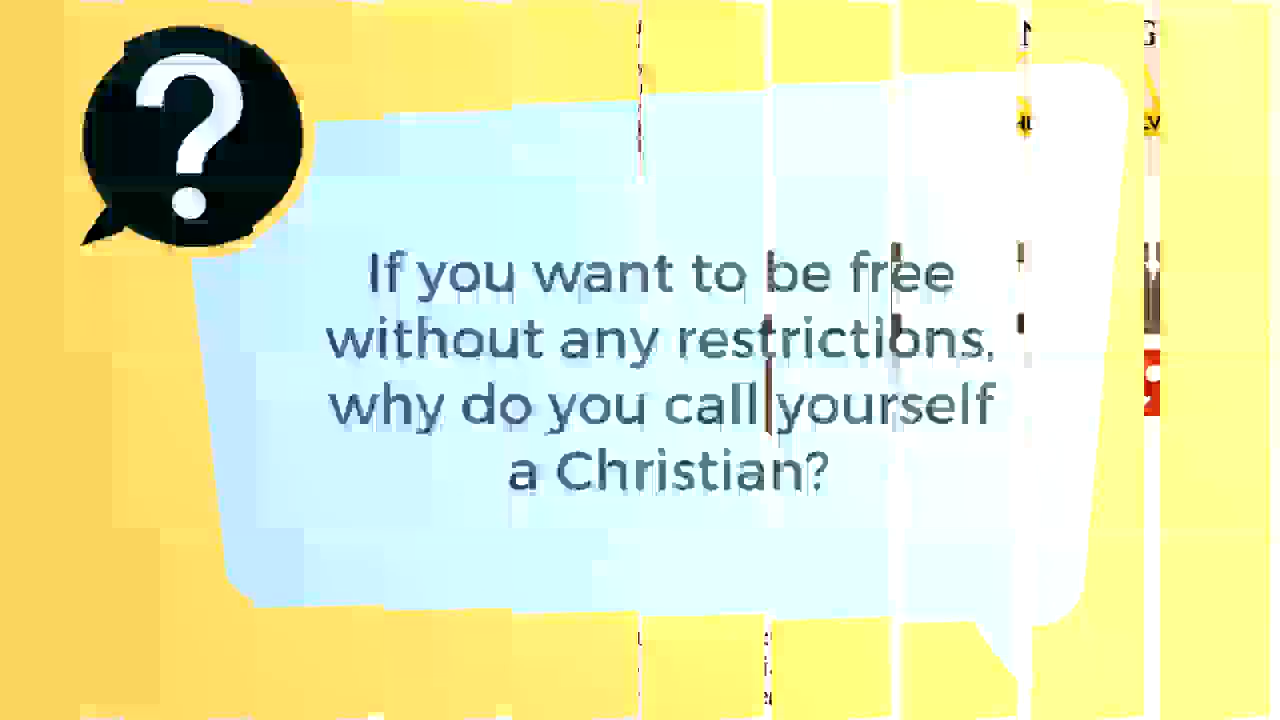 ?
If you want to be free
without any restrictions,
why do you call yourself
a Christian?